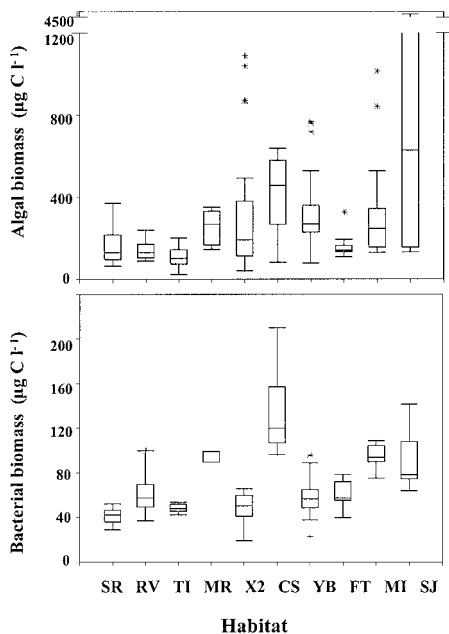 4500
1200
800
400
0
Algal biomass (µg C l⁻¹)
200
160
120
80
40
0
Bacterial biomass (µg C l⁻¹)
SR RV TI MR X2 CS YB FT MI SJ
Habitat